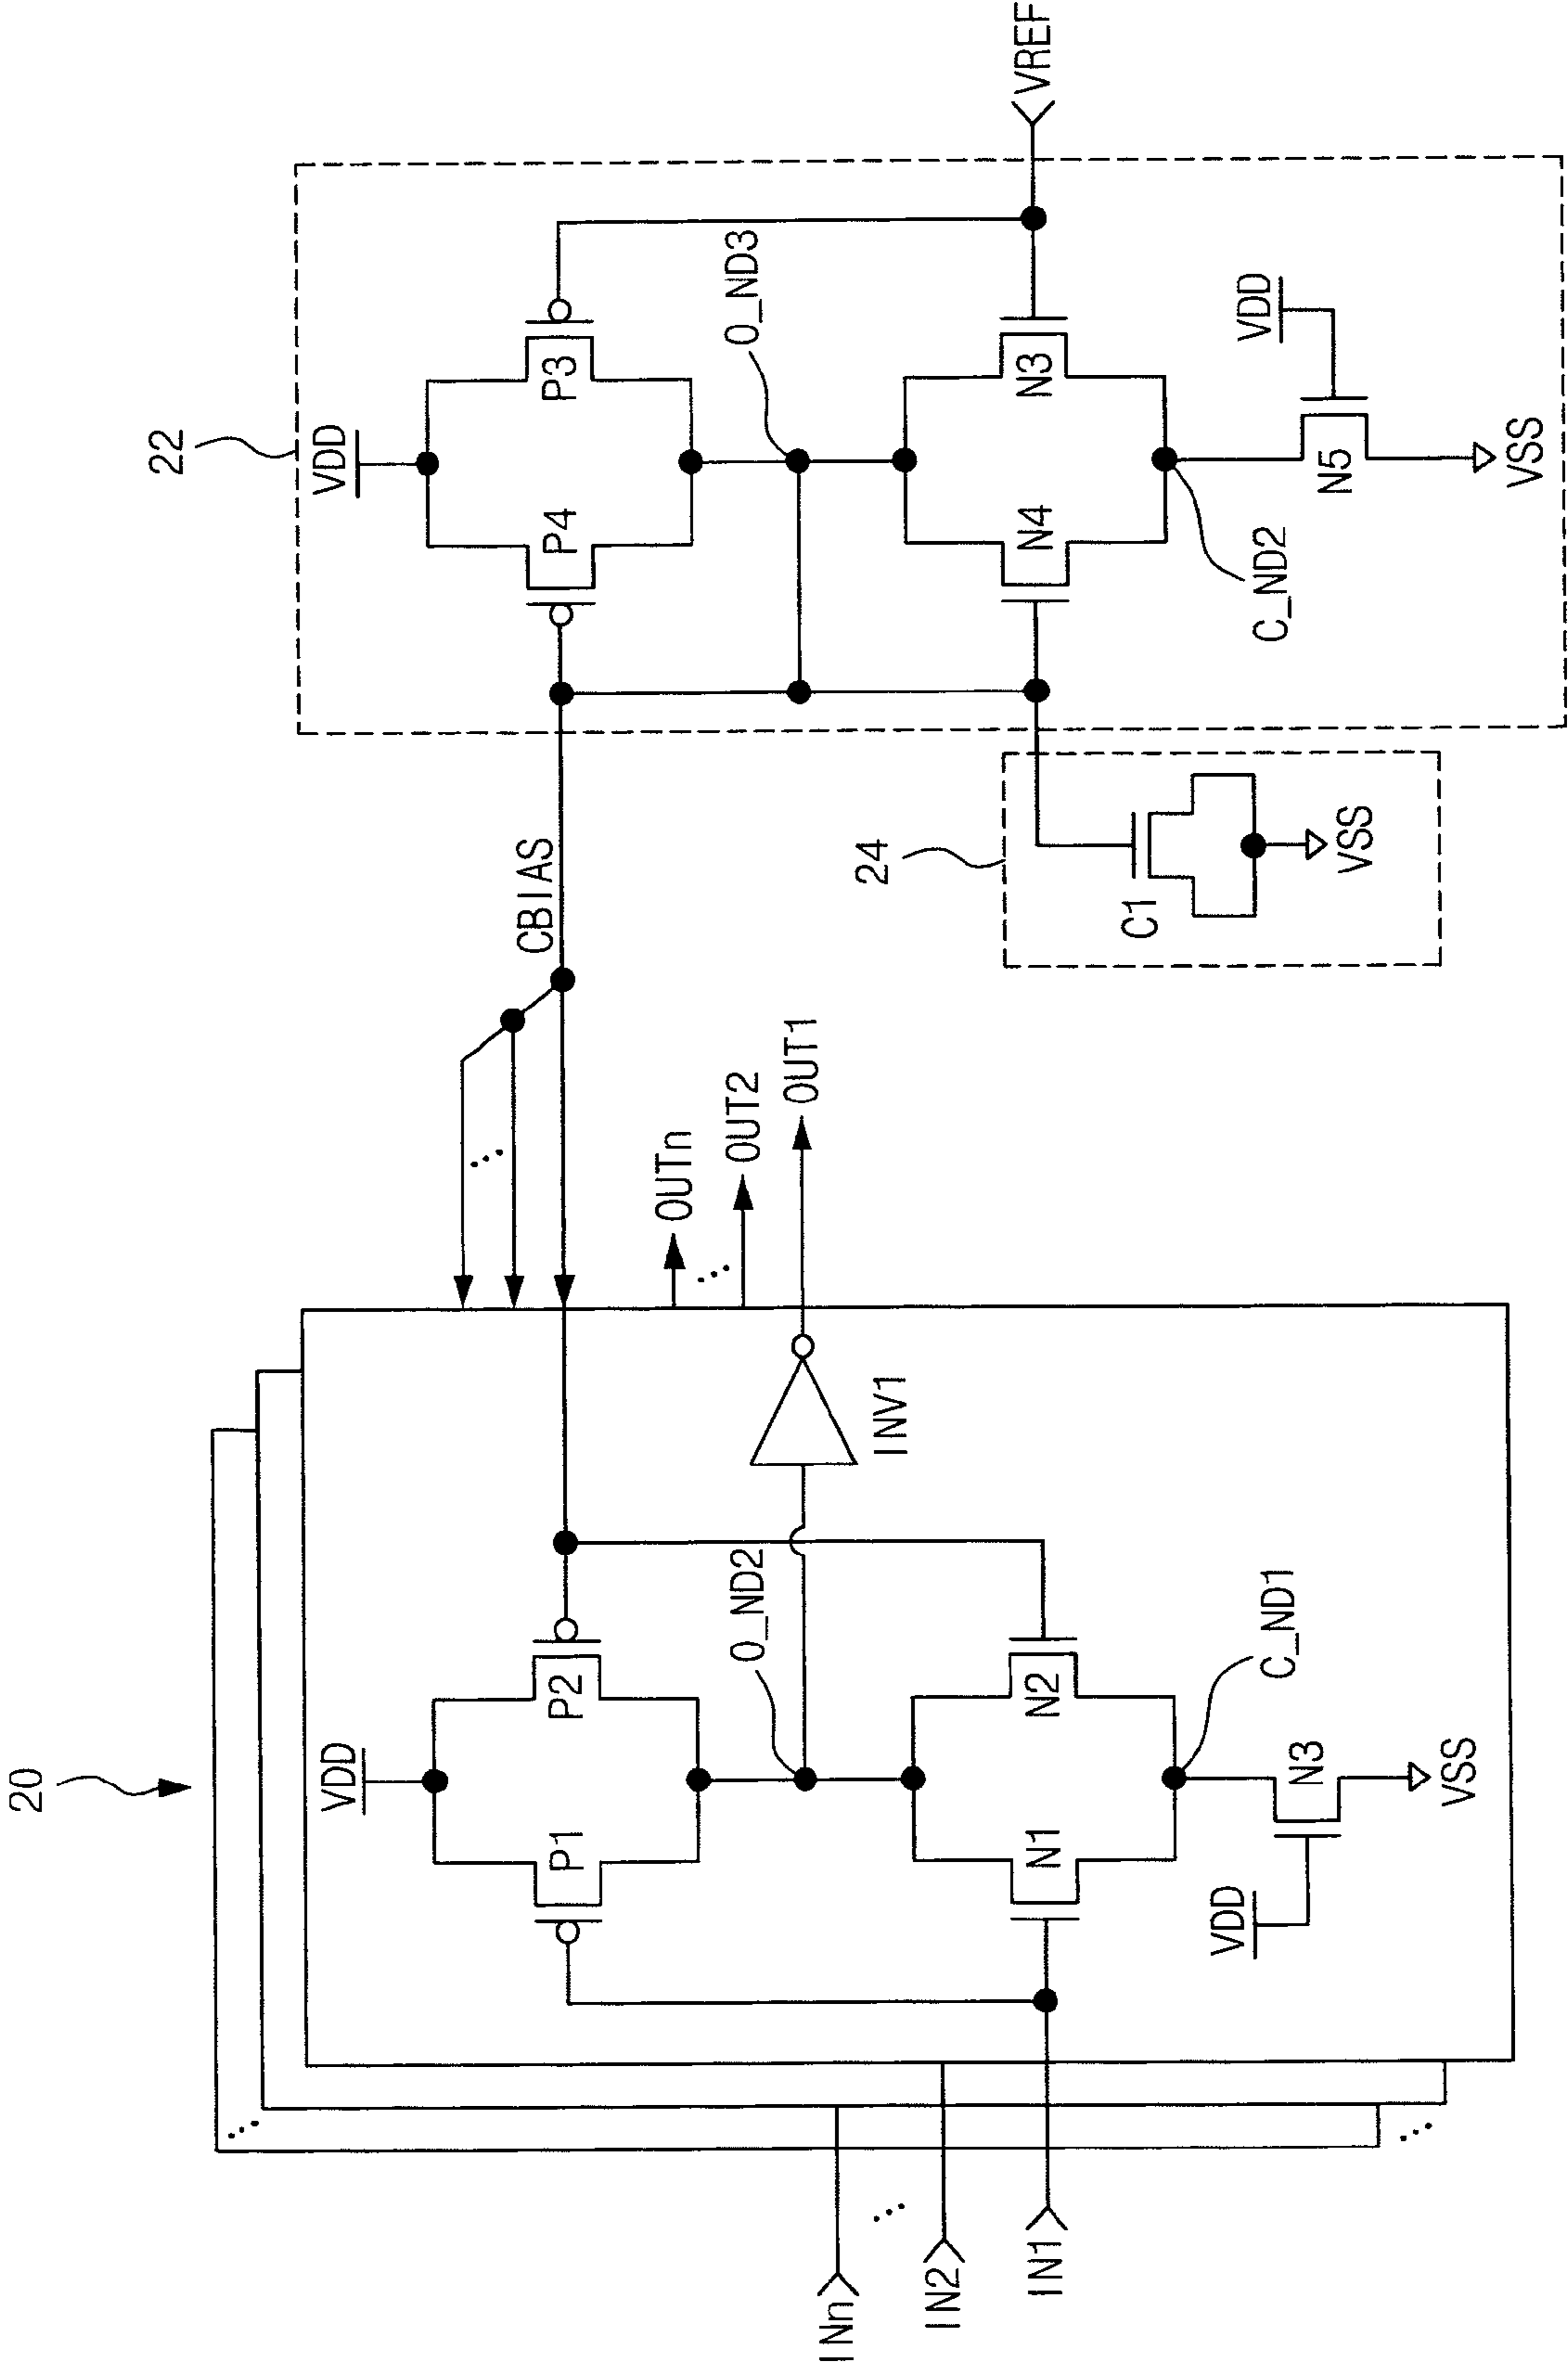 20
22
VDD
VDD
P1
P2
P4
P3
CBIAS
O_ND2
O_ND3
OUTn
OUT2
OUT1
INV1
24
C1
VSS
N1
N2
N4
N3
VREF
C_ND1
C_ND2
VDD
N3
VSS
VDD
N5
VSS
INn
IN2
IN1